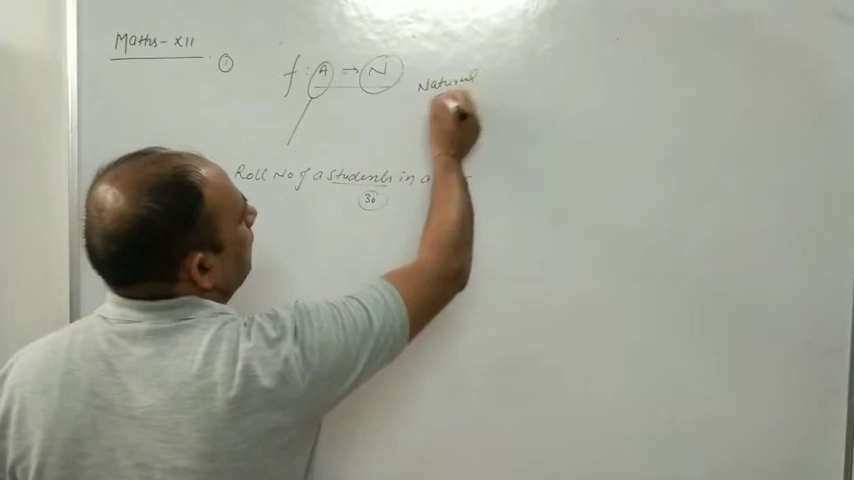 Maths - XII
①
f : A → N
Natural
Roll No of a students in a
30